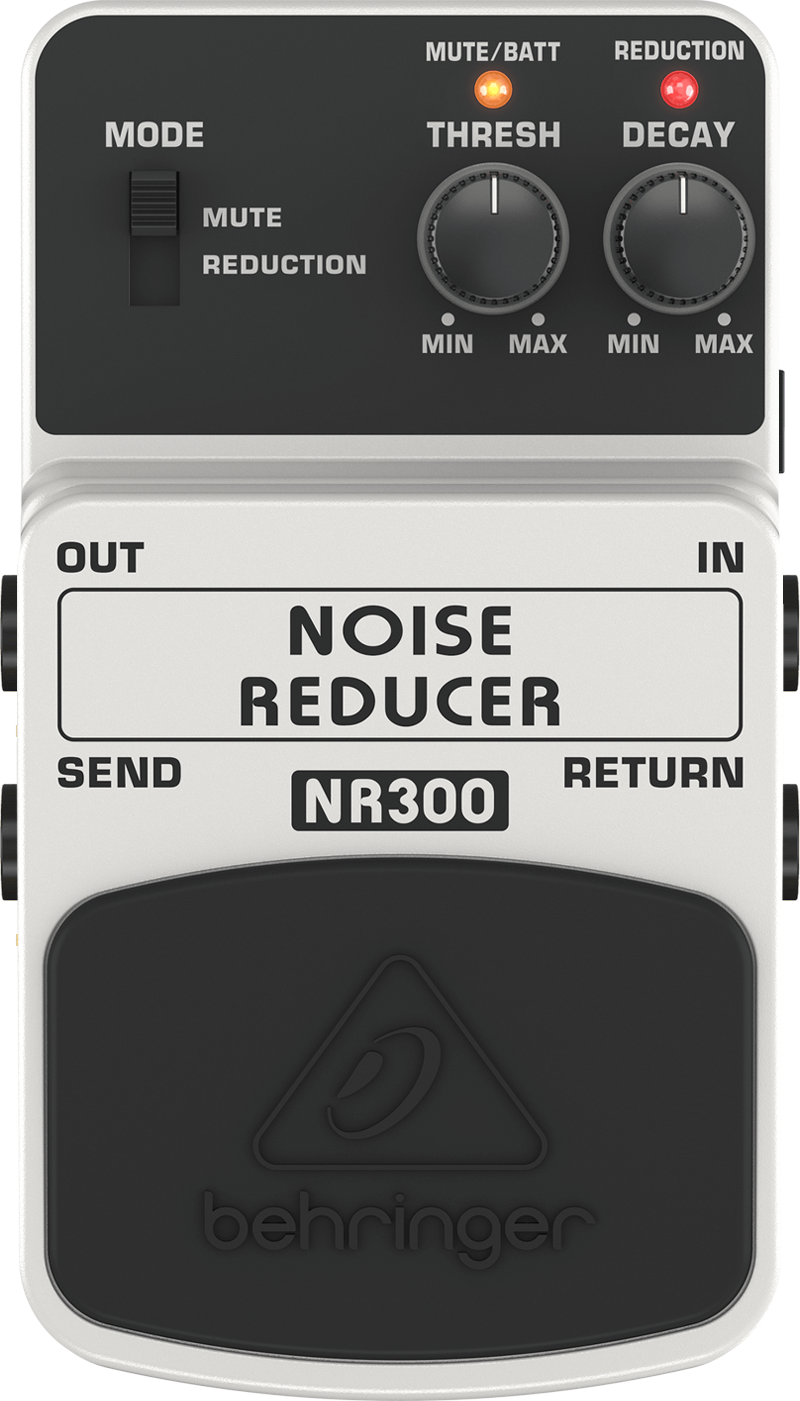 MUTE/BATT
REDUCTION
MODE
THRESH
DECAY
MUTE
REDUCTION
MIN MAX
MIN MAX
OUT
IN
NOISE
REDUCER
SEND
RETURN
NR300
behringer